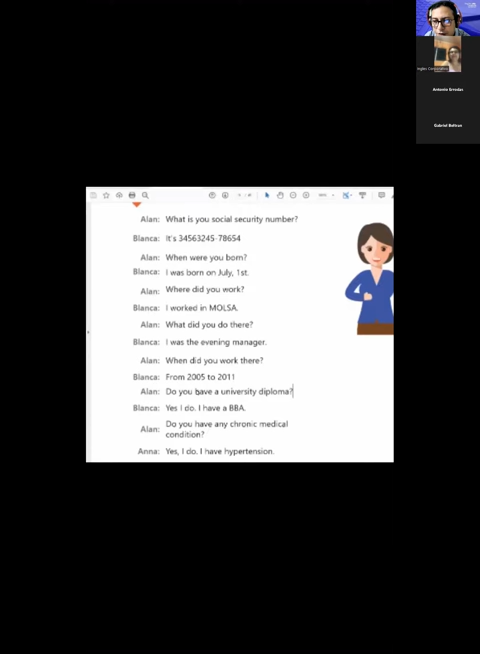 Antonio Erodas
Gabriel Beltran
Alan: What is you social security number?
Blanca: It's 34563245-78654
Alan: When were you born?
Blanca: I was born on July, 1st.
Alan: Where did you work?
Blanca: I worked in MOLSA.
Alan: What did you do there?
Blanca: I was the evening manager.
Alan: When did you work there?
Blanca: From 2005 to 2011
Alan: Do you have a university diploma?
Blanca: Yes I do. I have a BBA.
Alan: Do you have any chronic medical
condition?
Anna: Yes, I do. I have hypertension.